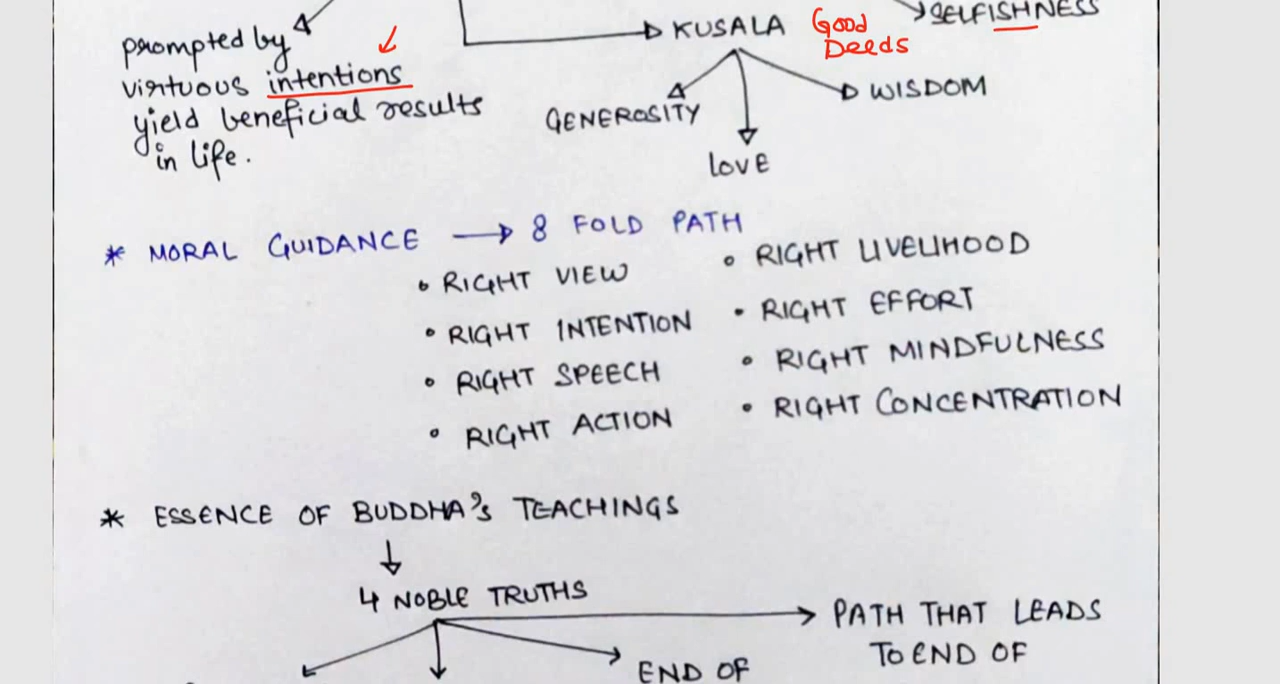 SELFISHNESS
prompted by
virtuous intentions
yield beneficial results
in life.
KUSALA
Good
Deeds
GENEROSITY
LOVE
WISDOM
* MORAL GUIDANCE → 8 FOLD PATH
• RIGHT VIEW
• RIGHT INTENTION
• RIGHT SPEECH
• RIGHT ACTION
• RIGHT LIVELIHOOD
• RIGHT EFFORT
• RIGHT MINDFULNESS
• RIGHT CONCENTRATION
* ESSENCE OF BUDDHA's TEACHINGS
↓
4 NOBLE TRUTHS
END OF
PATH THAT LEADS
TO END OF